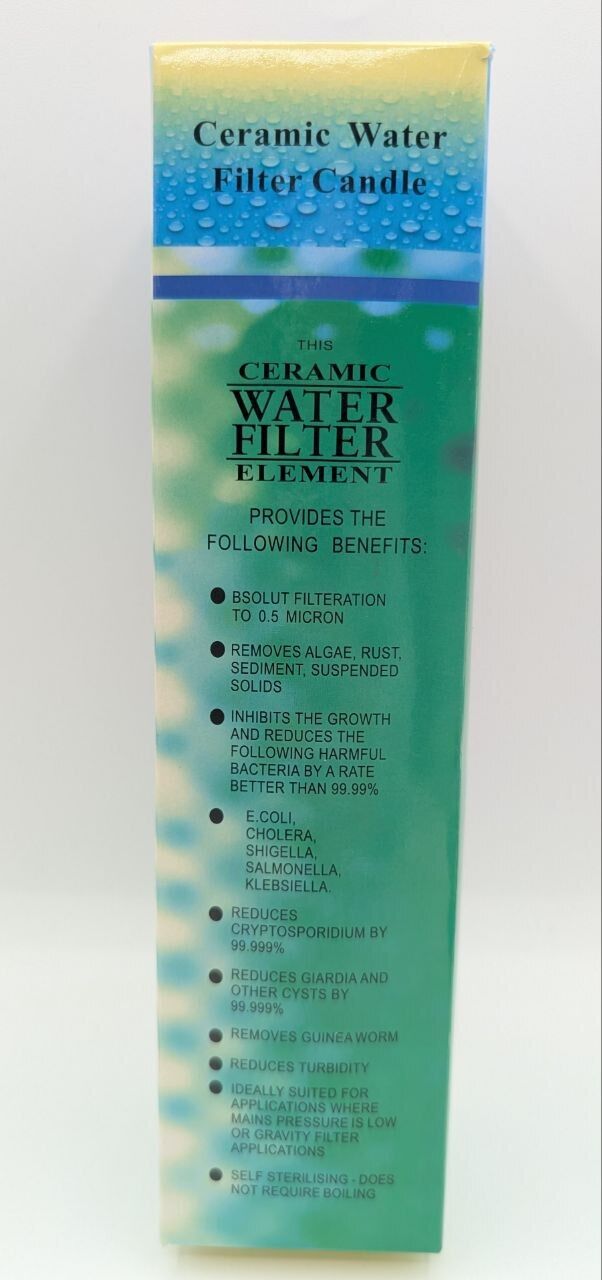 Ceramic Water
Filter Candle
THIS
CERAMIC
WATER
FILTER
ELEMENT
PROVIDES THE
FOLLOWING BENEFITS:
● BSOLUT FILTERATION
TO 0.5 MICRON
● REMOVES ALGAE, RUST,
SEDIMENT, SUSPENDED
SOLIDS
● INHIBITS THE GROWTH
AND REDUCES THE
FOLLOWING HARMFUL
BACTERIA BY A RATE
BETTER THAN 99.99%
● E.COLI,
CHOLERA,
SHIGELLA,
SALMONELLA,
KLEBSIELLA.
● REDUCES
CRYPTOSPORIDIUM BY
99.999%
● REDUCES GIARDIA AND
OTHER CYSTS BY
99.999%
● REMOVES GUINEA WORM
● REDUCES TURBIDITY
● IDEALLY SUITED FOR
APPLICATIONS WHERE
MAINS PRESSURE IS LOW
OR GRAVITY FILTER
APPLICATIONS
● SELF STERILISING - DOES
NOT REQUIRE BOILING